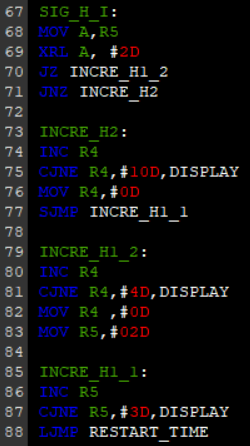 67 SIG_H_I:
68 MOV A,R5
69 XRL A, #2D
70 JZ INCRE_H1_2
71 JNZ INCRE_H2
72
73 INCRE_H2:
74 INC R4
75 CJNE R4,#10D,DISPLAY
76 MOV R4,#0D
77 SJMP INCRE_H1_1
78
79 INCRE_H1_2:
80 INC R4
81 CJNE R4,#4D,DISPLAY
82 MOV R4 ,#0D
83 MOV R5,#02D
84
85 INCRE_H1_1:
86 INC R5
87 CJNE R5,#3D,DISPLAY
88 LJMP RESTART_TIME